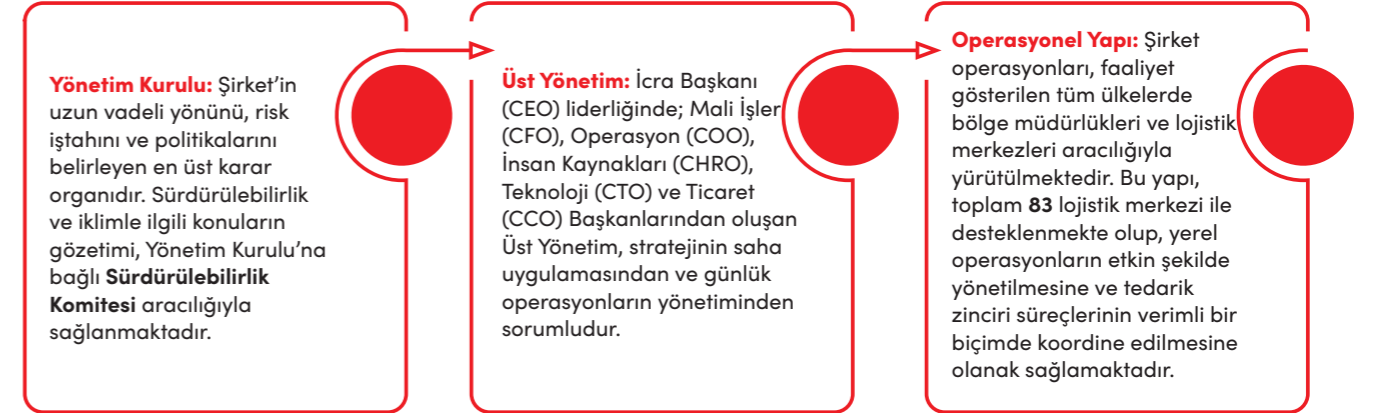 Yönetim Kurulu: Şirket’in
uzun vadeli yönünü, risk
iştahını ve politikalarını
belirleyen en üst karar
organıdır. Sürdürülebilirlik
ve iklimle ilgili konuların
gözetimi, Yönetim Kurulu’na
bağlı Sürdürülebilirlik
Komitesi aracılığıyla
sağlanmaktadır.
Üst Yönetim: İcra Başkanı
(CEO) liderliğinde; Mali İşler
(CFO), Operasyon (COO),
İnsan Kaynakları (CHRO),
Teknoloji (CTO) ve Ticaret
(CCO) Başkanlarından oluşan
Üst Yönetim, stratejinin saha
uygulamasından ve günlük
operasyonların yönetiminden
sorumludur.
Operasyonel Yapı: Şirket
operasyonları, faaliyet
gösterilen tüm ülkelerde
bölge müdürlükleri ve lojistik
merkezleri aracılığıyla
yürütülmektedir. Bu yapı,
toplam 83 lojistik merkezi ile
desteklenmekte olup, yerel
operasyonların etkin şekilde
yönetilmesine ve tedarik
zinciri süreçlerinin verimli bir
biçimde koordine edilmesine
olanak sağlamaktadır.